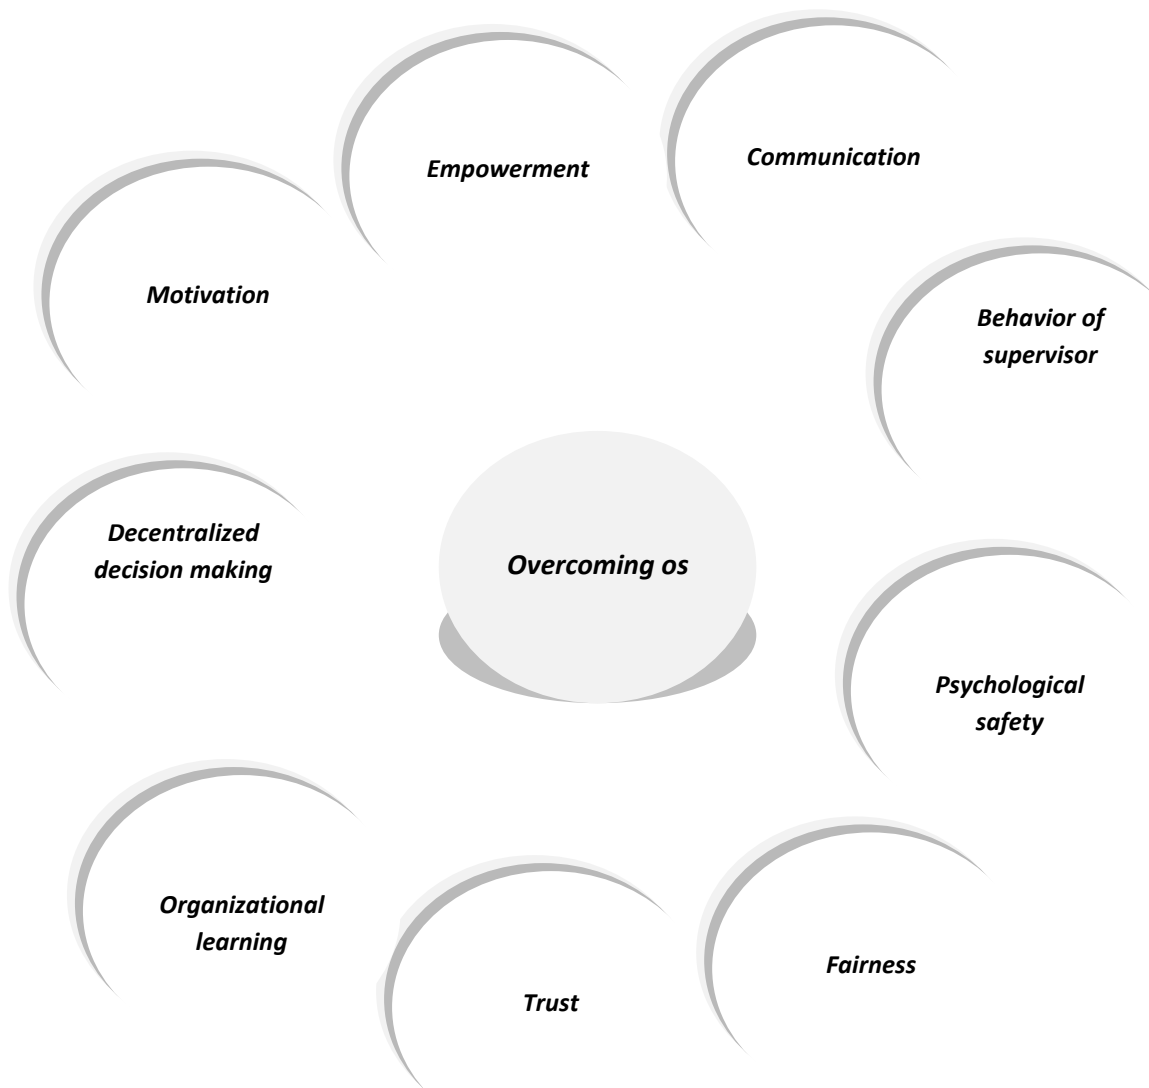 Communication
Empowerment
Motivation
Behavior of
supervisor
Decentralized
decision making
Overcoming os
Psychological
safety
Organizational
learning
Fairness
Trust